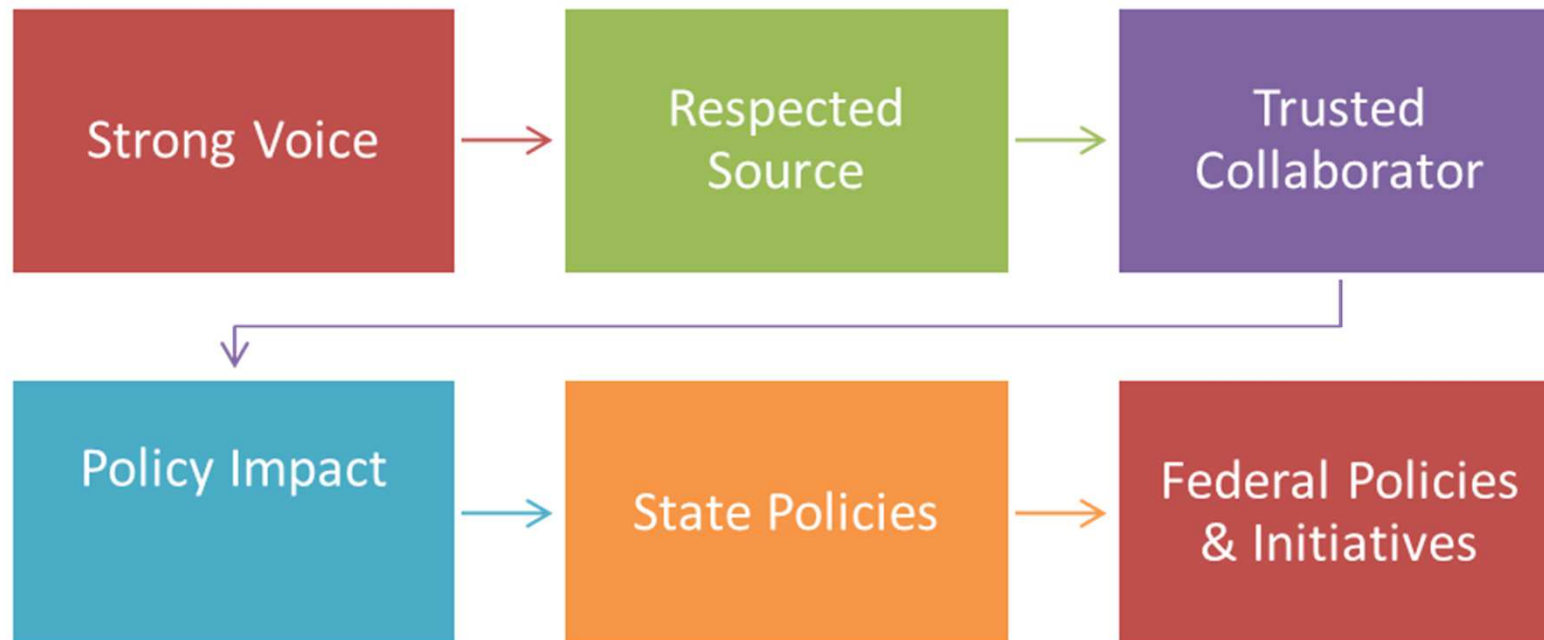 Strong Voice
Respected
Source
Trusted
Collaborator
Policy Impact
State Policies
Federal Policies
& Initiatives